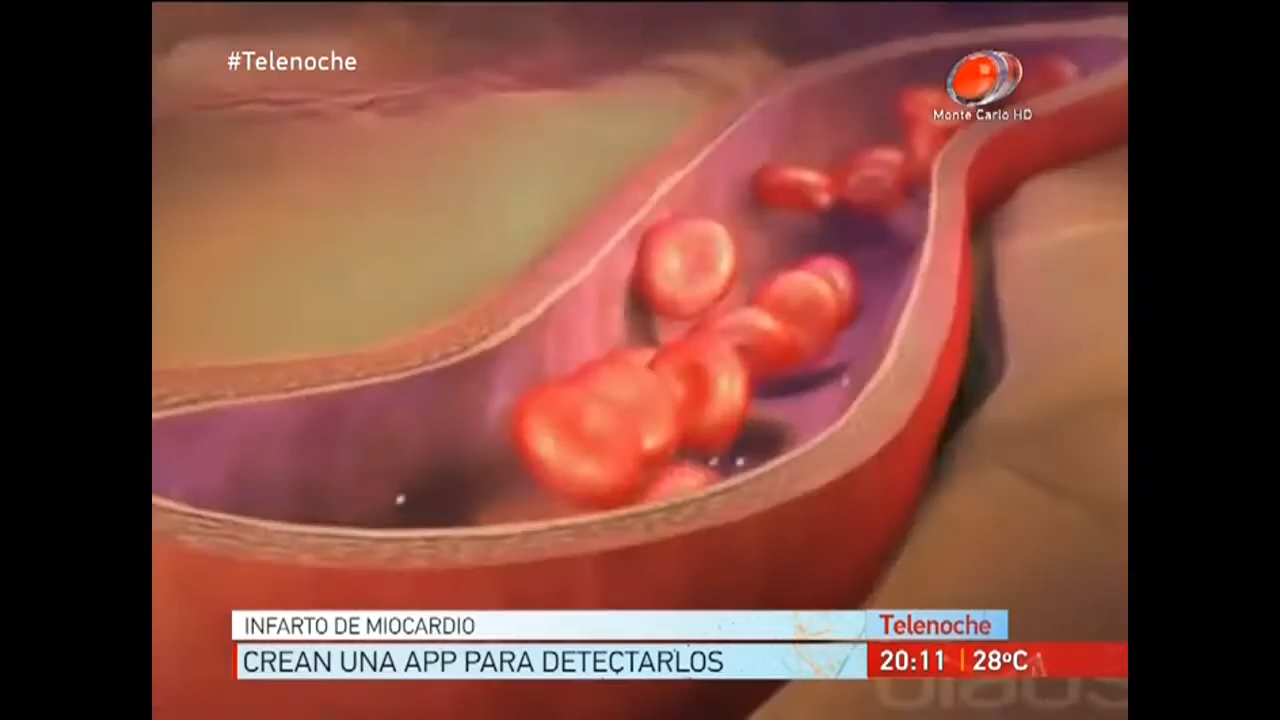 #Telenoche
Monte Carlo HD
INFARTO DE MIOCARDIO
Telenoche
CREAN UNA APP PARA DETECTARLOS
20:11 28ºC